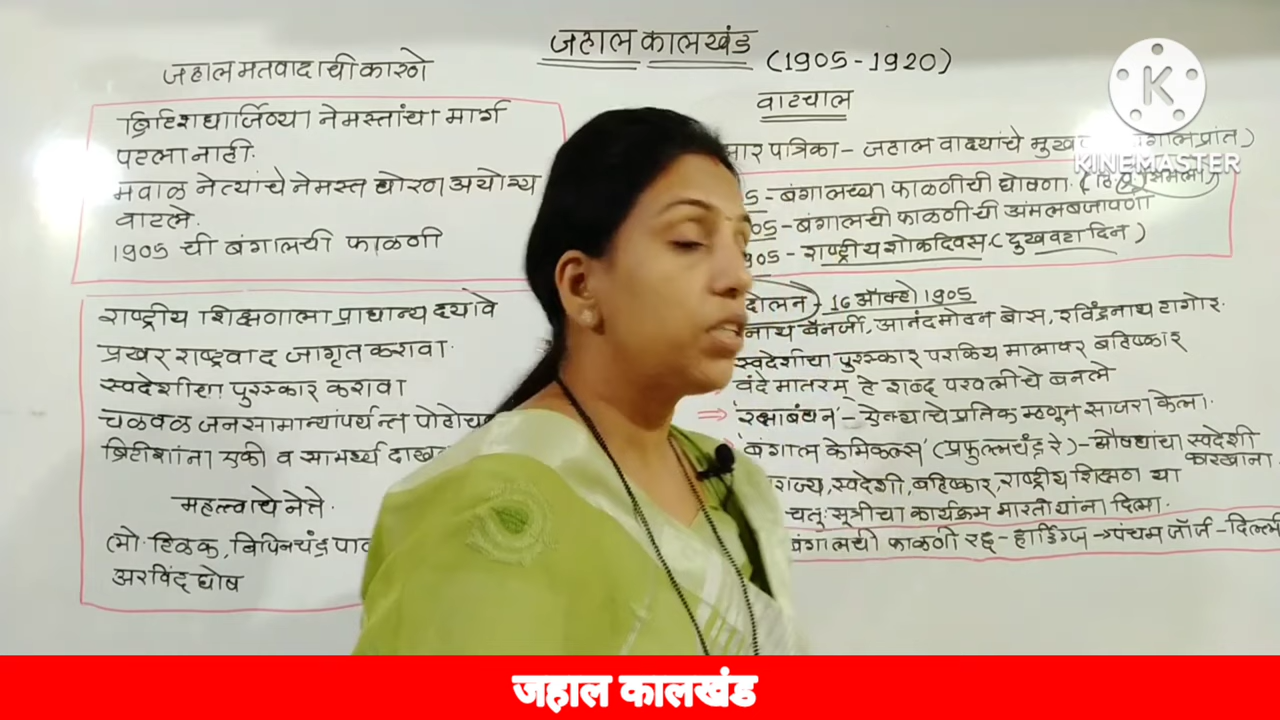 जहाल कालखंड
(1905-1920)
जहालमतवादाची कारणे
ब्रिटिशधार्जिण्या नेमस्तांचा मार्ग
पटला नाही.
मवाळ नेत्यांचे नेमस्त धोरण अयोग्य
वाटले.
1905 ची बंगालची फाळणी
राष्ट्रीय शिक्षणाला प्राधान्य द्यावे
प्रखर राष्ट्रवाद जागृत करावा.
स्वदेशीचा पुरस्कार करावा
चळवळ जनसामान्यांपर्यन्त
ब्रिटीशांना एकी व सामर्थ्य
महत्त्वाचे नेते.
टिळक, बिपिनचंद्र
अरविंद घोष
वाटचाल
पत्रिका - जहाल वाद्यांचे प्रांत)
- बंगालच्या फाळणीची घोषणा.
- बंगालची फाळणीची अंमलबजावणी
- राष्ट्रीय शोकदिवस (दुखवटा दिन)
- 16 ऑक्टो 1905
बॅनर्जी, आनंदमोहन बोस, रविंद्रनाथ टागोर.
स्वदेशीचा पुरस्कार परकिय मालावर बहिष्कार
'वंदे मातरम्' हे शब्द परवलीचे बनले
⇒ 'रक्षाबंधन' - ऐक्याचे प्रतिक म्हणून साजरा केला.
'बंगाल केमिकल्स' (प्रफुल्लचंद्र रे) - औषधांचा स्वदेशी
कारखाना.
स्वदेशी, बहिष्कार, राष्ट्रीय शिक्षण या
चतुःसूत्रीचा कार्यक्रम भारतीयांना दिला.
बंगालची फाळणी रद्द - हार्डिंग्ज → पंचम जॉर्ज - दिल्ली
K
KINEMASTER
जहाल कालखंड